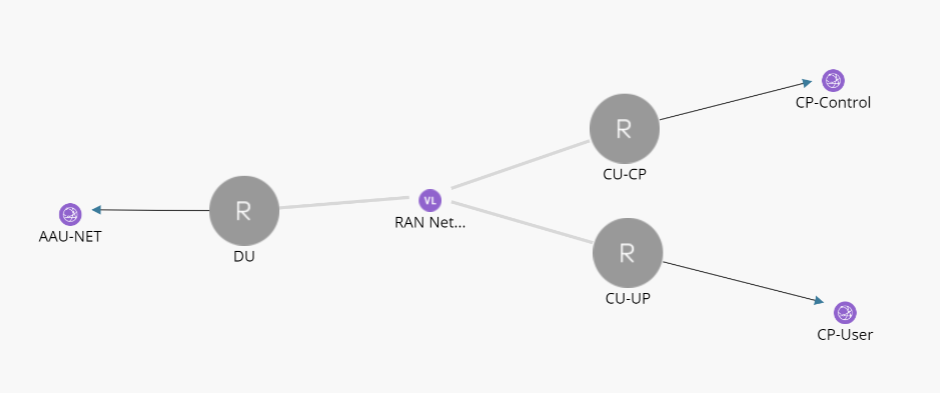 R
CP-Control
CU-CP
VL
RAN Net...
R
AAU-NET
DU
R
CU-UP
CP-User